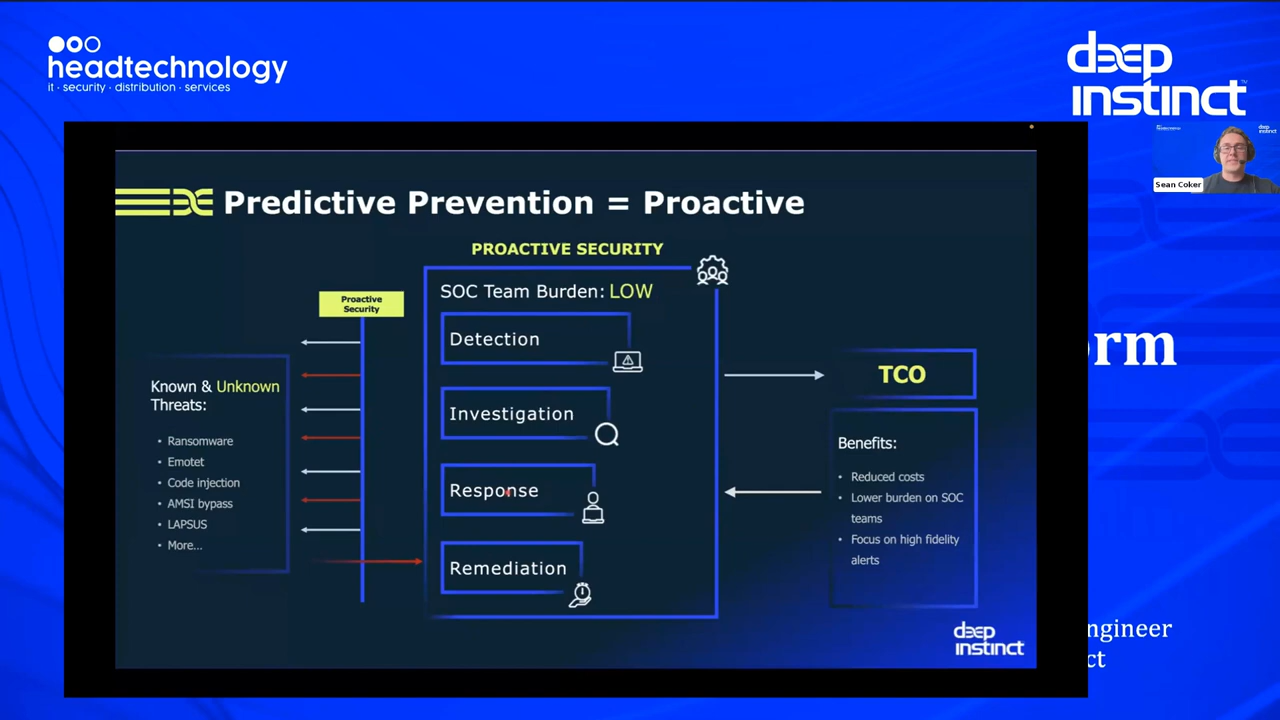 headtechnology
it · security · distribution · services
deep
instinct
Sean Coker
Predictive Prevention = Proactive
PROACTIVE SECURITY
Proactive
Security
SOC Team Burden: LOW
Detection
Investigation
Response
Remediation
Known & Unknown
Threats:
• Ransomware
• Emotet
• Code injection
• AMSI bypass
• LAPSUS
• More...
TCO
Benefits:
• Reduced costs
• Lower burden on SOC
teams
• Focus on high fidelity
alerts
deep
instinct
orm
ngineer
ct